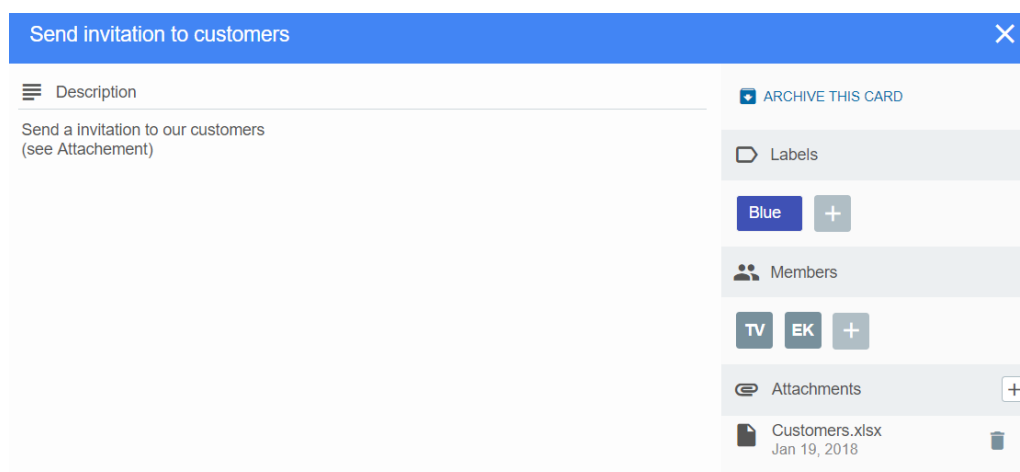 Send invitation to customers
Description
Send a invitation to our customers
(see Attachement)
ARCHIVE THIS CARD
Labels
Blue
Members
TV EK
Attachments
Customers.xlsx
Jan 19, 2018